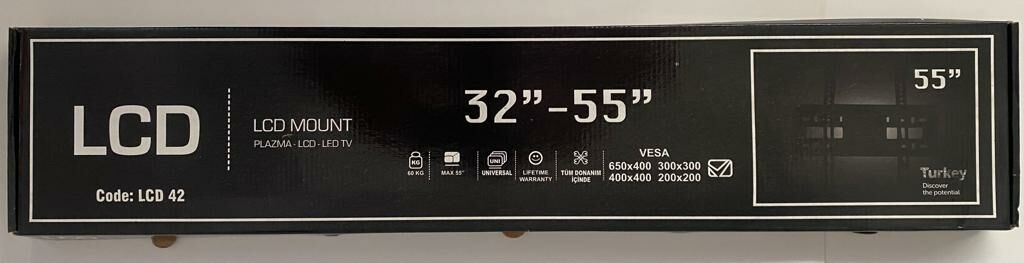 LCD
Code: LCD 42
LCD MOUNT
PLAZMA - LCD - LED TV
32”-55”
KG
60 KG
MAX 55"
UNI
UNIVERSAL
LIFETIME
WARRANTY
TÜM DONANIM
İÇİNDE
VESA
650x400 300x300
400x400 200x200
55”
Turkey
Discover
the potential